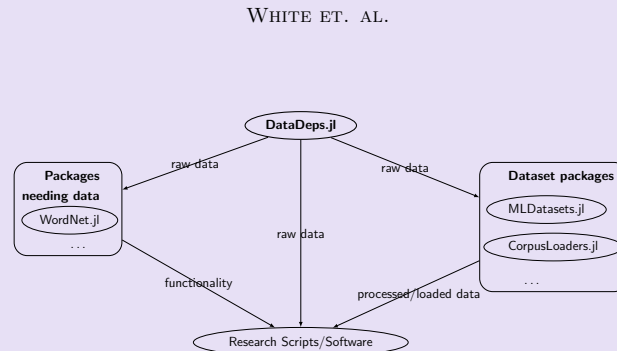 WHITE ET. AL.
DataDeps.jl
raw data
raw data
Packages
needing data
WordNet.jl
...
Dataset packages
MLDatasets.jl
CorpusLoaders.jl
...
raw data
functionality
processed/loaded data
Research Scripts/Software